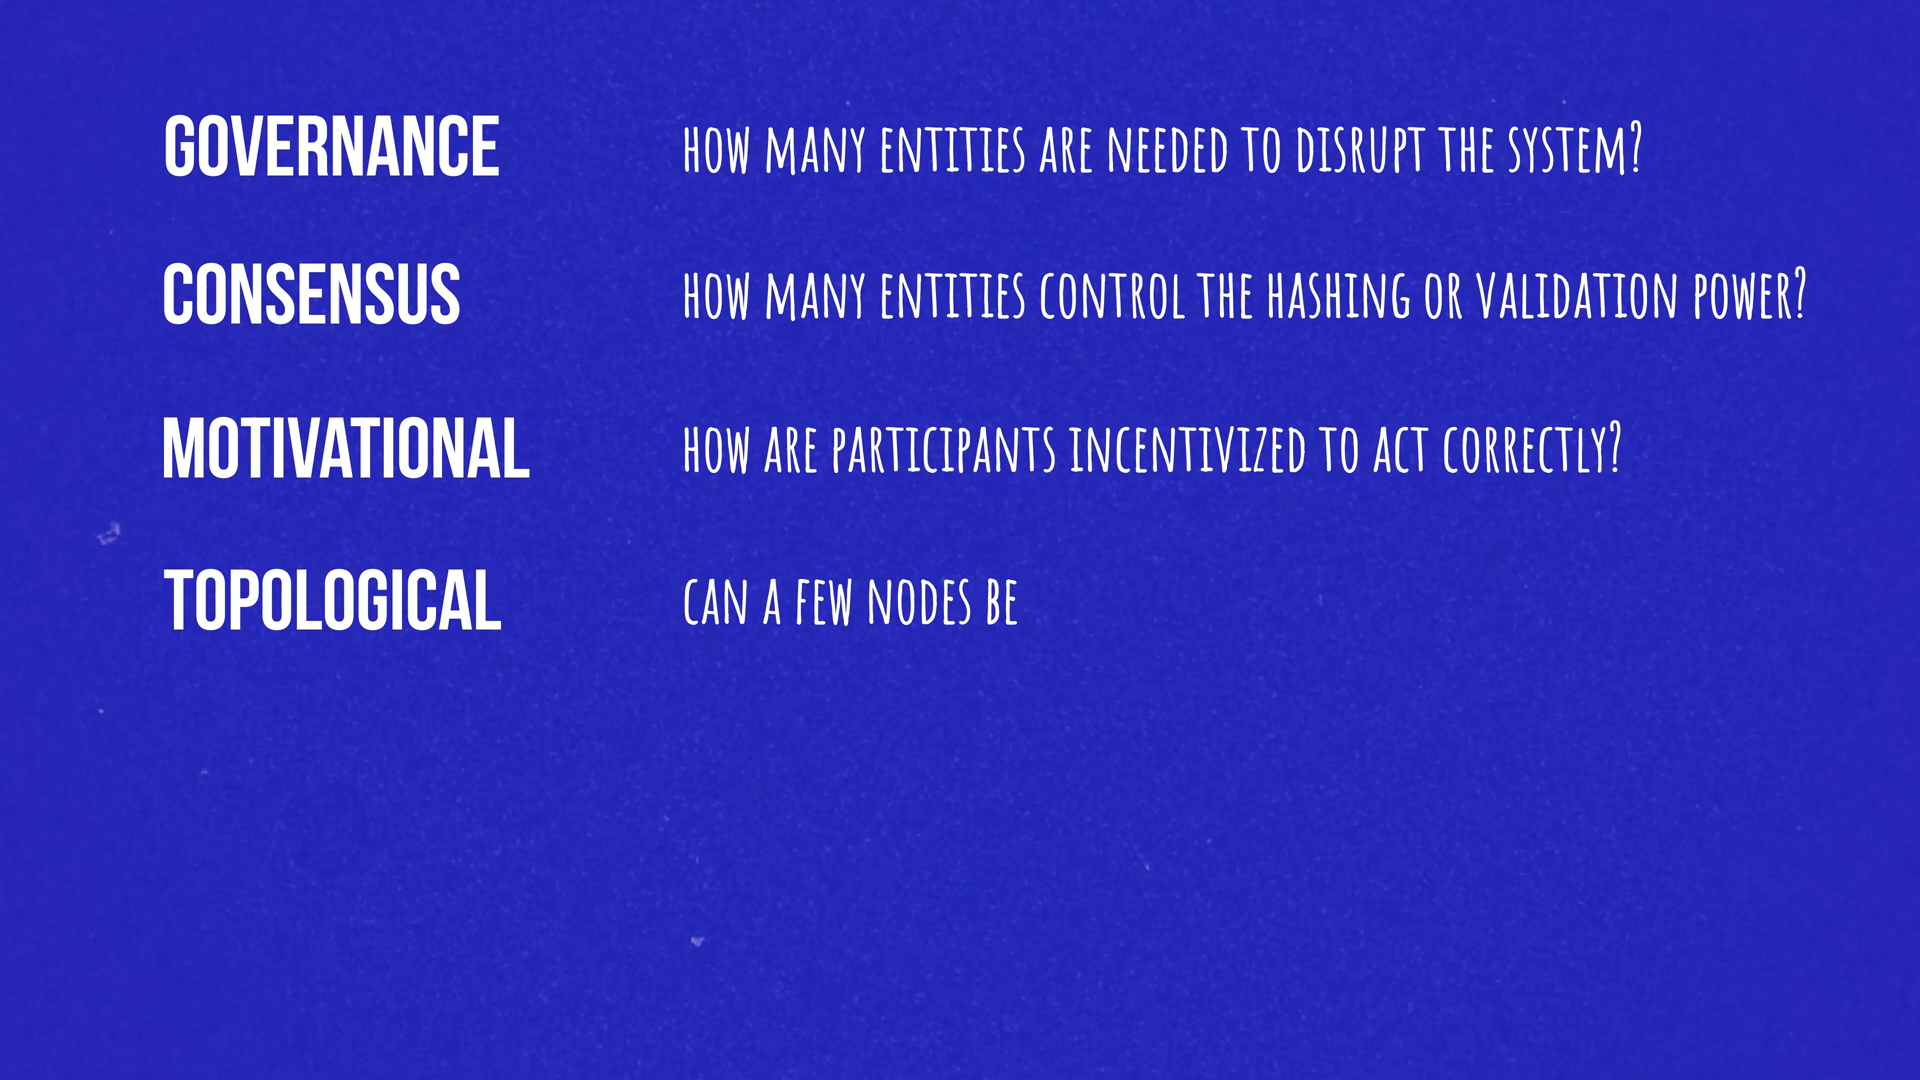 GOVERNANCE HOW MANY ENTITIES ARE NEEDED TO DISRUPT THE SYSTEM?
CONSENSUS HOW MANY ENTITIES CONTROL THE HASHING OR VALIDATION POWER?
MOTIVATIONAL HOW ARE PARTICIPANTS INCENTIVIZED TO ACT CORRECTLY?
TOPOLOGICAL CAN A FEW NODES BE